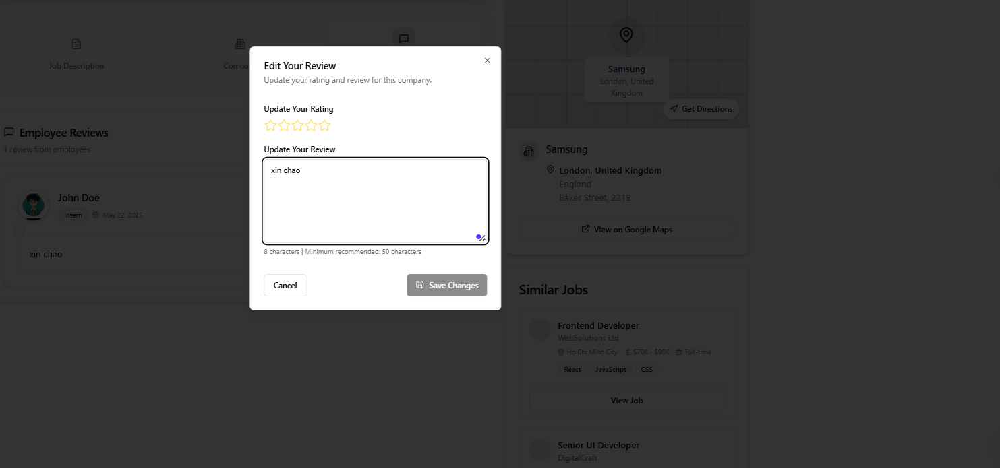 Job Description
Compa
Edit Your Review
Update your rating and review for this company.
Update Your Rating
Update Your Review
xin chao
8 characters | Minimum recommended: 50 characters
Cancel
Save Changes
Employee Reviews
1 review from employees
John Doe
Intern
May 22, 2025
xin chao
Samsung
London, United
Kingdom
Get Directions
Samsung
London, United Kingdom
England
Baker Street, 221B
View on Google Maps
Similar Jobs
Frontend Developer
WebSolutions Ltd
Ho Chi Minh City $70K - $90K Full-time
React JavaScript CSS
View Job
Senior UI Developer
DigitalCraft